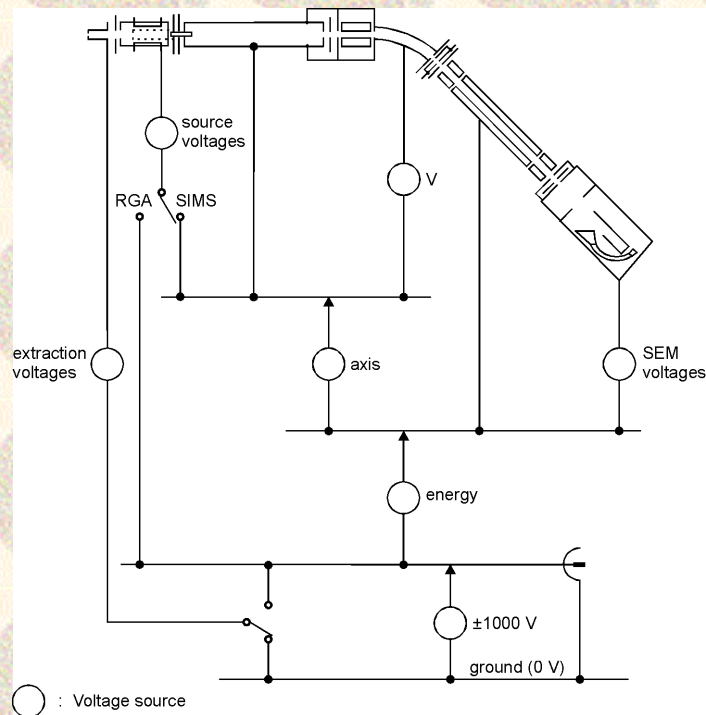 source
voltages
RGA SIMS
V
extraction
voltages
axis
SEM
voltages
energy
±1000 V
ground (0 V)
: Voltage source